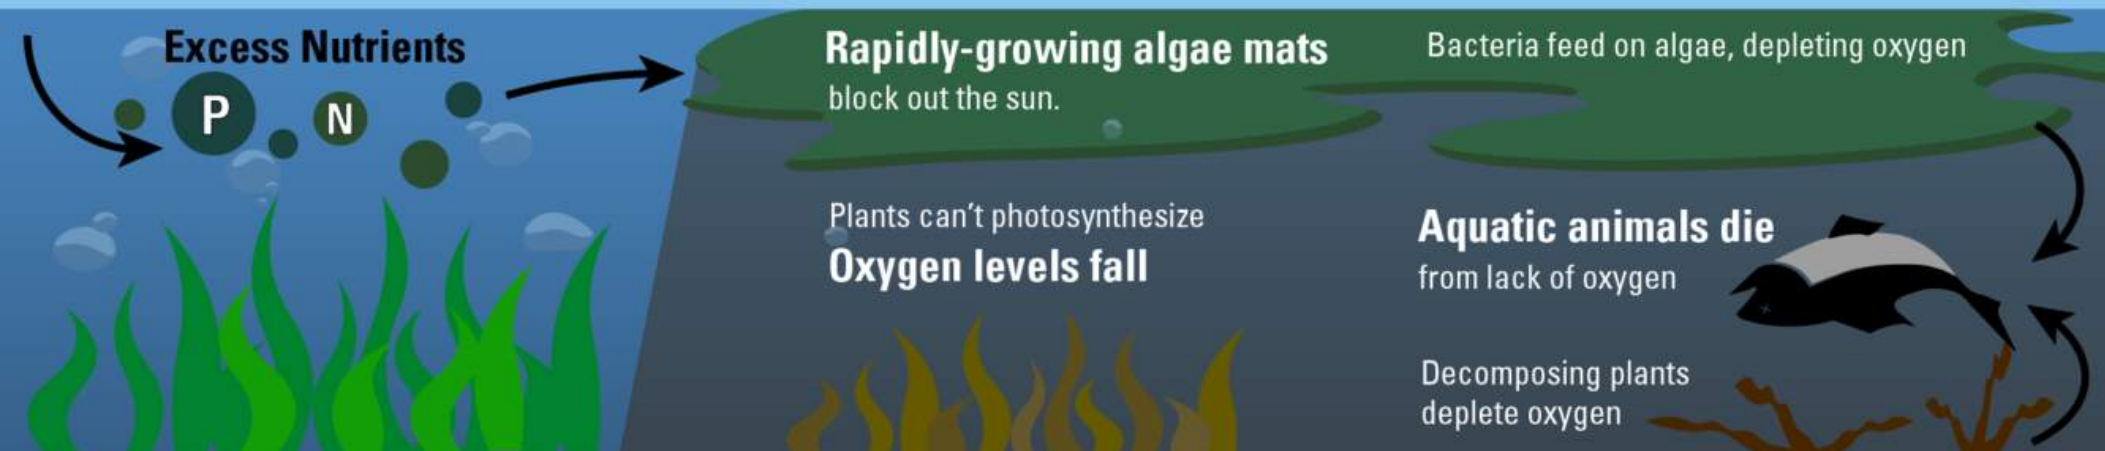 Excess Nutrients
P
N
Rapidly-growing algae mats
block out the sun.
Plants can't photosynthesize
Oxygen levels fall
Bacteria feed on algae, depleting oxygen
Aquatic animals die
from lack of oxygen
Decomposing plants
deplete oxygen